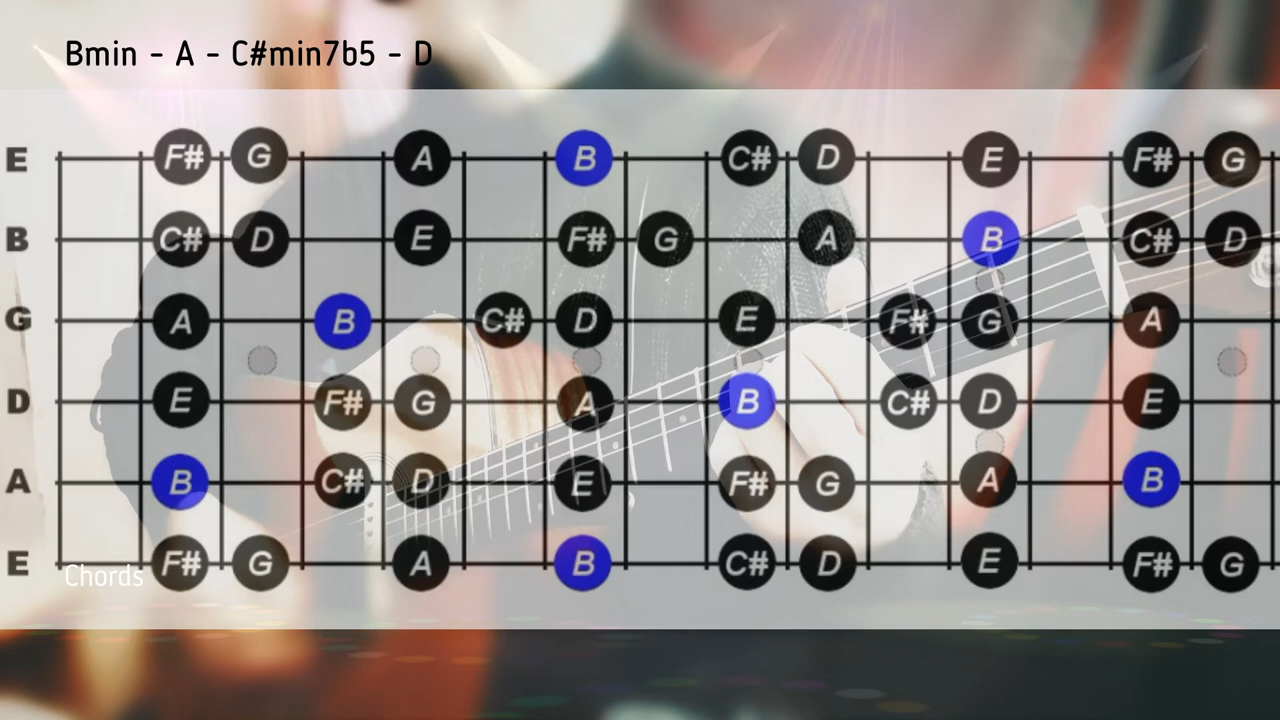 Bmin - A - C#min7b5 - D
E F# G A B C# D E F# G
B C# D E F# G A B C# D
G A B C# D E F# G A
D E F# G A B C# D E
A B C# D E F# G A B
E F# G A B C# D E F# G
Chords